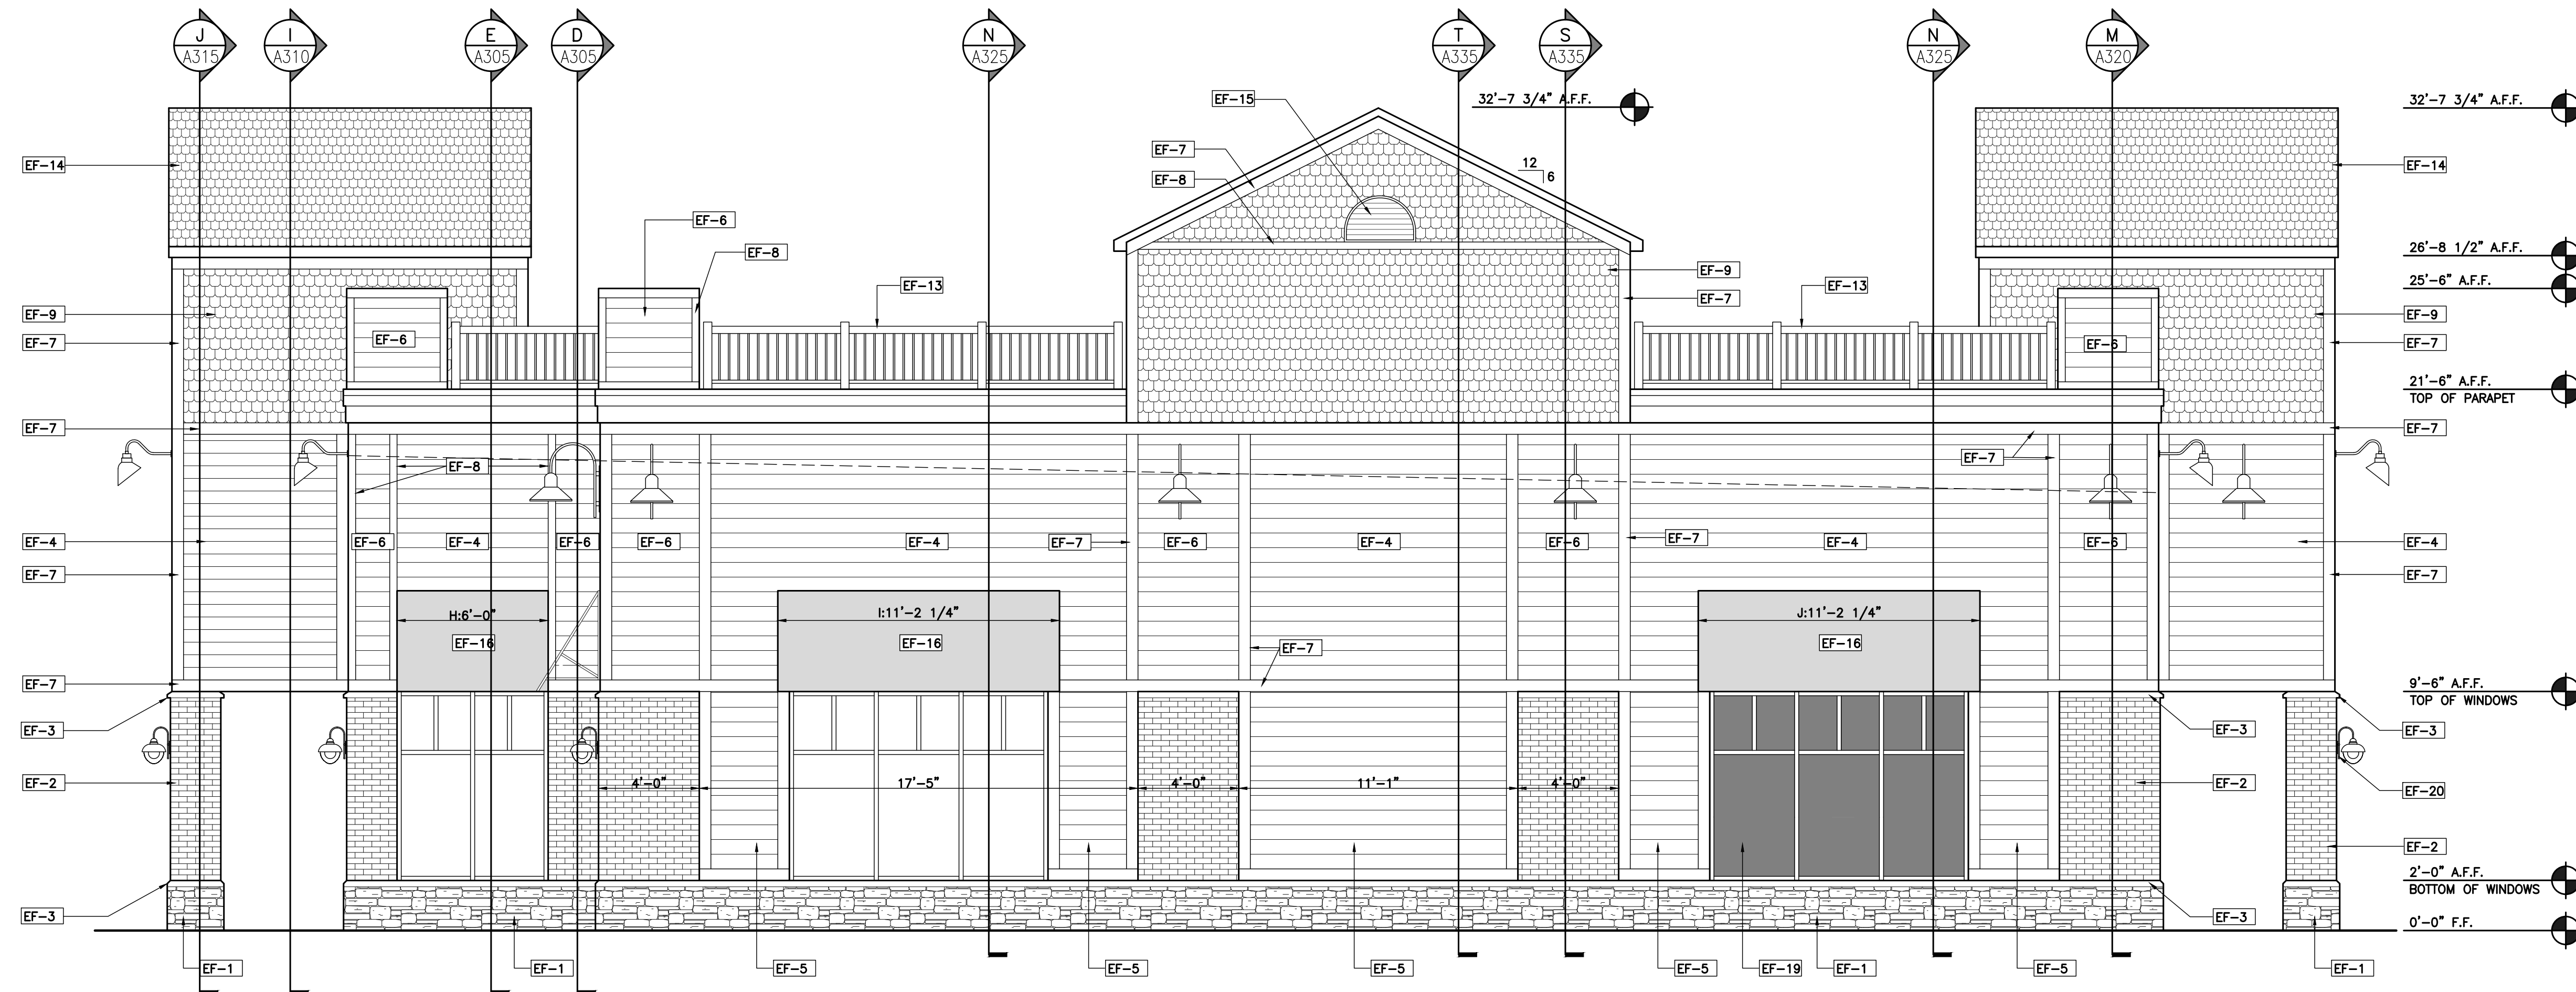 J
A315
I
A310
E
A305
D
A305
N
A325
T
A335
S
A335
N
A325
M
A320
EF-15
32'-7 3/4" A.F.F.
32'-7 3/4" A.F.F.
EF-14
EF-7
12
6
EF-14
EF-8
EF-6
EF-8
26'-8 1/2" A.F.F.
EF-9
EF-13
EF-13
25'-6" A.F.F.
EF-7
EF-9
EF-9
EF-7
EF-6
EF-6
EF-7
21'-6" A.F.F.
TOP OF PARAPET
EF-7
EF-7
EF-8
EF-7
EF-4
EF-6
EF-4
EF-6
EF-6
EF-4
EF-7
EF-6
EF-4
EF-6
EF-7
EF-4
EF-6
EF-4
EF-7
EF-7
H:6'-0"
I:11'-2 1/4"
J:11'-2 1/4"
EF-16
EF-16
EF-16
EF-7
EF-7
9'-6" A.F.F.
TOP OF WINDOWS
EF-3
EF-3
EF-3
EF-2
4'-0"
17'-5"
4'-0"
11'-1"
4'-0"
EF-2
EF-20
EF-2
2'-0" A.F.F.
BOTTOM OF WINDOWS
EF-3
EF-3
0'-0" F.F.
EF-1
EF-1
EF-5
EF-5
EF-5
EF-5
EF-19
EF-1
EF-5
EF-1